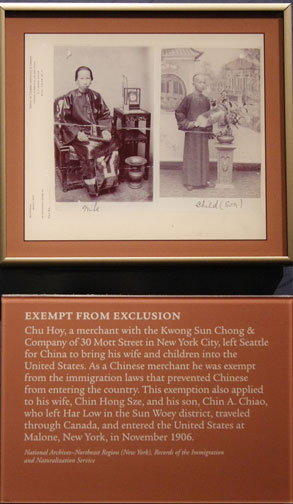 Wife
Child (Son)
EXEMPT FROM EXCLUSION
Chu Hoy, a merchant with the Kwong Sun Chong &
Company of 30 Mott Street in New York City, left Seattle
for China to bring his wife and children into the
United States. As a Chinese merchant he was exempt
from the immigration laws that prevented Chinese
from entering the country. This exemption also applied
to his wife, Chin Hong Sze, and his son, Chin A. Chiao,
who left Har Low in the Sun Woey district, traveled
through Canada, and entered the United States at
Malone, New York, in November 1906.
National Archives–Northeast Region (New York), Records of the Immigration
and Naturalization Service